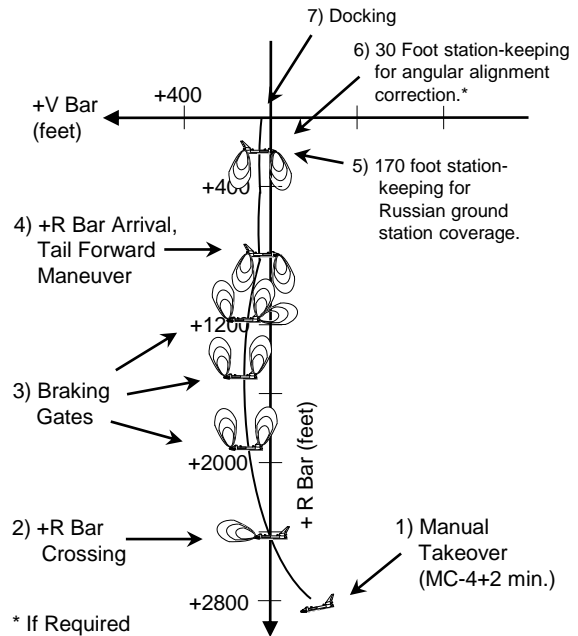 7) Docking
6) 30 Foot station-keeping
for angular alignment
correction.*
+V Bar
(feet)
+400
5) 170 foot station-
keeping for
Russian ground
station coverage.
+400
4) +R Bar Arrival,
Tail Forward
Maneuver
+1200
3) Braking
Gates
+2000
+ R Bar (feet)
2) +R Bar
Crossing
1) Manual
Takeover
(MC-4+2 min.)
+2800
* If Required